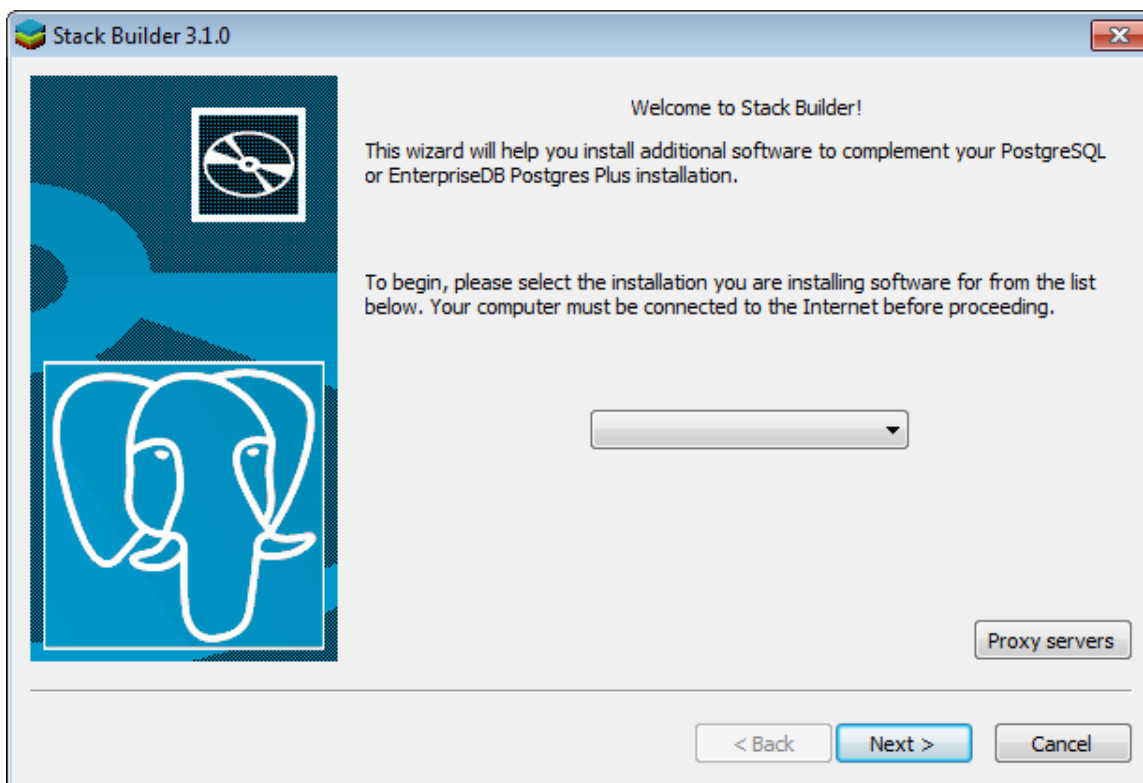 Stack Builder 3.1.0
Welcome to Stack Builder!
This wizard will help you install additional software to complement your PostgreSQL
or EnterpriseDB Postgres Plus installation.
To begin, please select the installation you are installing software for from the list
below. Your computer must be connected to the Internet before proceeding.
Proxy servers
< Back
Next >
Cancel